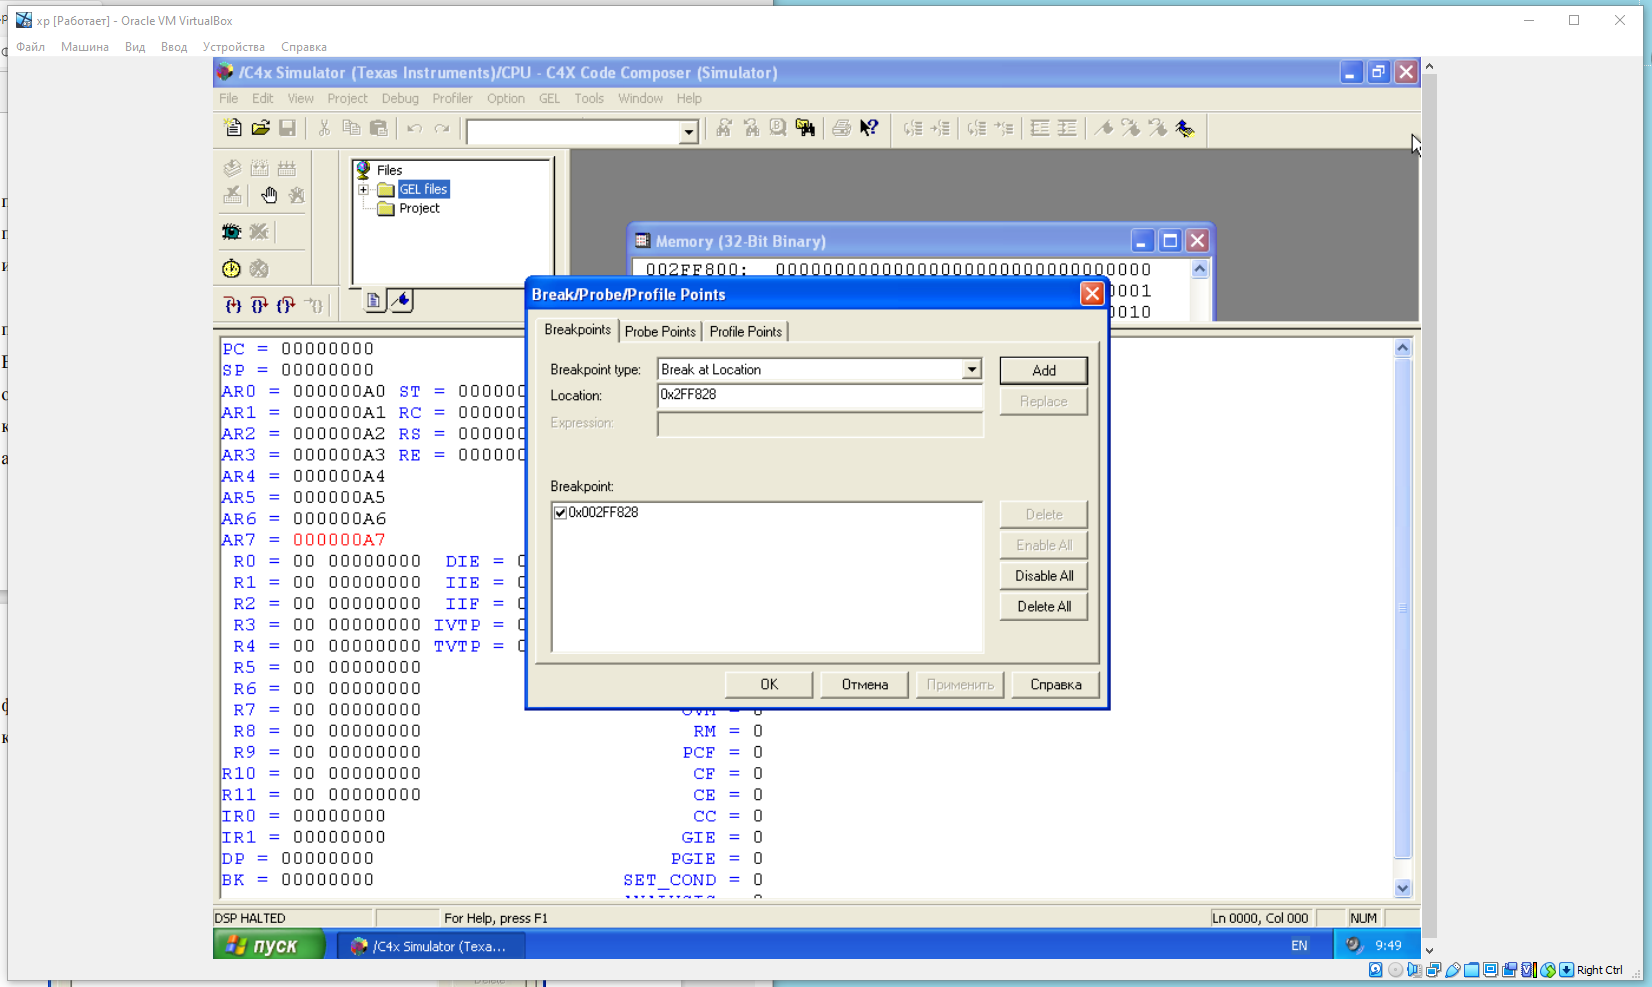 xp [Работает] - Oracle VM VirtualBox
Файл Машина Вид Ввод Устройства Справка
/C4x Simulator (Texas Instruments)/CPU - C4X Code Composer (Simulator)
File Edit View Project Debug Profiler Option GEL Tools Window Help
Files
GEL files
Project
Memory (32-Bit Binary)
002FF800: 00000000000000000000000000000000
0001
0010
Break/Probe/Profile Points
Breakpoints Probe Points Profile Points
Breakpoint type: Break at Location Add
Location: 0x2FF828 Replace
Expression:
Breakpoint:
0x002FF828
Delete
Enable All
Disable All
Delete All
OK Отмена Применить Справка
PC = 00000000
SP = 00000000
AR0 = 000000A0 ST = 000000
AR1 = 000000A1 RC = 000000
AR2 = 000000A2 RS = 000000
AR3 = 000000A3 RE = 000000
AR4 = 000000A4
AR5 = 000000A5
AR6 = 000000A6
AR7 = 000000A7
R0 = 00 00000000 DIE = 0
R1 = 00 00000000 IIE = 0
R2 = 00 00000000 IIF = 0
R3 = 00 00000000 IVTP = 0
R4 = 00 00000000 TVTP = 0
R5 = 00 00000000
R6 = 00 00000000
R7 = 00 00000000 OVM = 0
R8 = 00 00000000 RM = 0
R9 = 00 00000000 PCF = 0
R10 = 00 00000000 CF = 0
R11 = 00 00000000 CE = 0
IR0 = 00000000 CC = 0
IR1 = 00000000 GIE = 0
DP = 00000000 PGIE = 0
BK = 00000000 SET_COND = 0
DSP HALTED For Help, press F1 Ln 0000, Col 000 NUM
пуск /C4x Simulator (Texa... EN 9:49
Right Ctrl